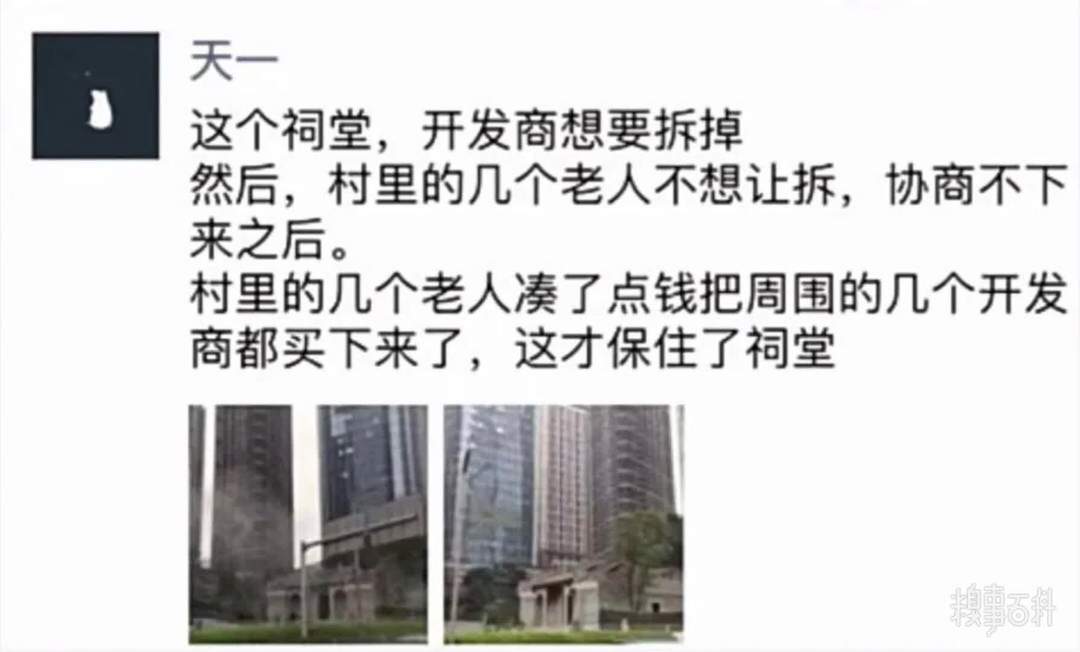 天一
这个祠堂，开发商想要拆掉
然后，村里的几个老人不想让拆，协商不下
来之后。
村里的几个老人凑了点钱把周围的几个开发
商都买下来了，这才保住了祠堂
糗事百科